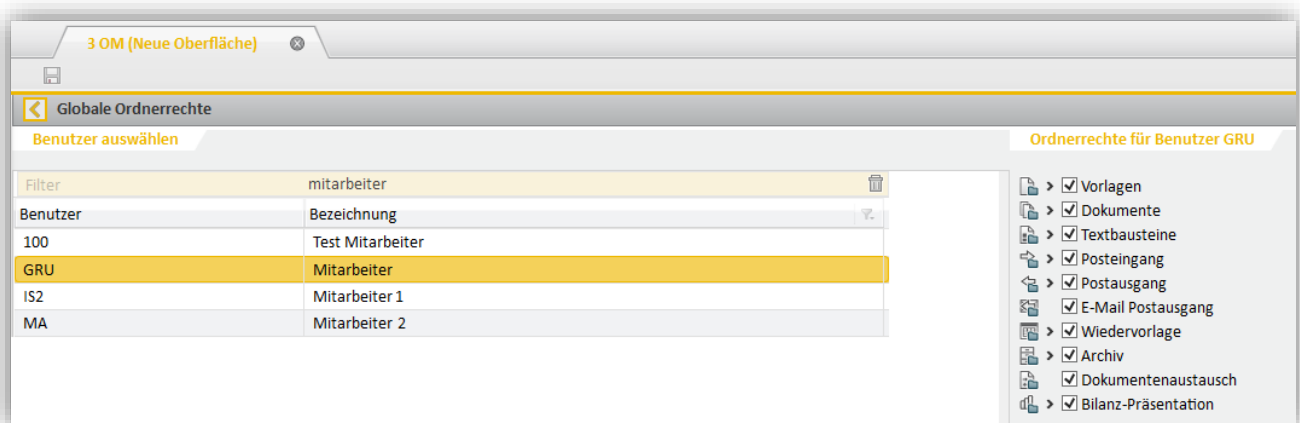 3 OM (Neue Oberfläche)
Globale Ordnerrechte
Benutzer auswählen
Filter mitarbeiter
Benutzer Bezeichnung
100 Test Mitarbeiter
GRU Mitarbeiter
IS2 Mitarbeiter 1
MA Mitarbeiter 2
Ordnerrechte für Benutzer GRU
Vorlagen
Dokumente
Textbausteine
Posteingang
Postausgang
E-Mail Postausgang
Wiedervorlage
Archiv
Dokumentenaustausch
Bilanz-Präsentation